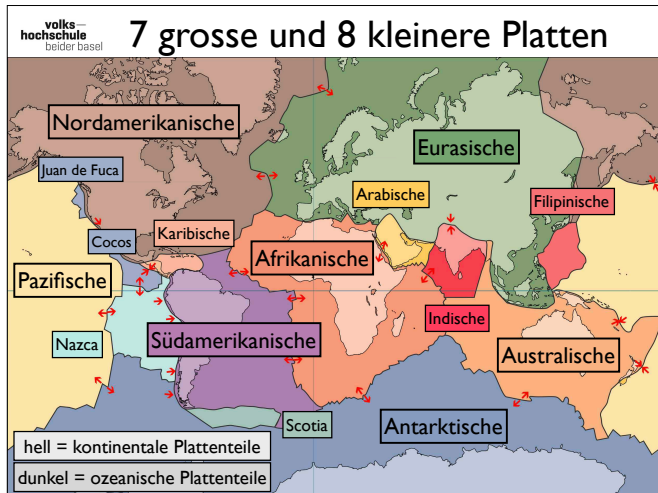 volks-
hochschule
beider basel
7 grosse und 8 kleinere Platten
Nordamerikanische
Eurasische
Juan de Fuca
Arabische
Filipinische
Cocos
Karibische
Afrikanische
Pazifische
Indische
Nazca
Südamerikanische
Australische
Scotia
Antarktische
hell = kontinentale Plattenteile
dunkel = ozeanische Plattenteile